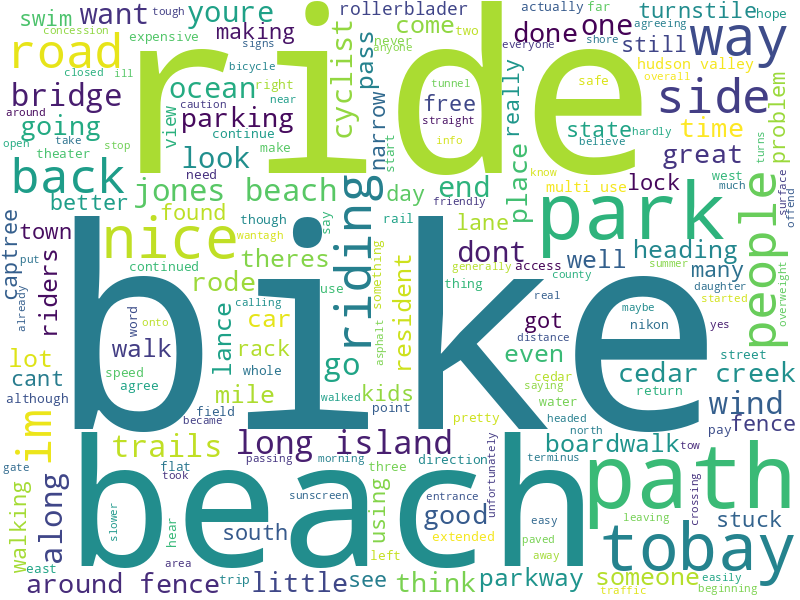 swim
youre
want
making
rollerblader
come
actually
far
tough
agreeing
hope
turnstile
one
done
way
concession
expensive
signs
never
anyone
two
everyone
shore
still
road
ride
closed
ill
bicycle
cyclist
pass
hudson valley
overall
bridge
ocean
right
view
tunnel
safe
side
around
caution
near
parking
free
really
state
time
going
continue
narrow
straight
hardly
open
take
stop
look
make
info
believe
great
problem
theater
need
start
turns
back
jones beach
day
end
place
know
multi use
lock
west
much
surface
better
found
though
say
rail
friendly
lane
park
people
offend
captree
town
nice
wantagh
theres
riding
dont
heading
put
riders
continued
rode
something
generally
access
well
many
already
calling
use
resident
thing
county
summer
daughter
started
overweight
bike
word
onto
car
lance
asphalt
got
real
maybe
nikon
yes
walk
rack
distance
street
lot
speed
agree
whole
go
even
cedar
cedar creek
cant
mile
walked
kids
saying
return
although
field
point
pretty
water
wind
im
became
headed
north
pay
fence
trails
long island
boardwalk
tow
gate
flat
passing
morning
three
direction
unfortunately
terminus
stuck
along
took
beach
path
walking
sunscreen
using
entrance
easy
crossing
slower
hear
south
good
extended
paved
leaving
tobay
east
area
trip
left
away
someone
easily
around fence
little
see
think
parkway
traffic
beginning